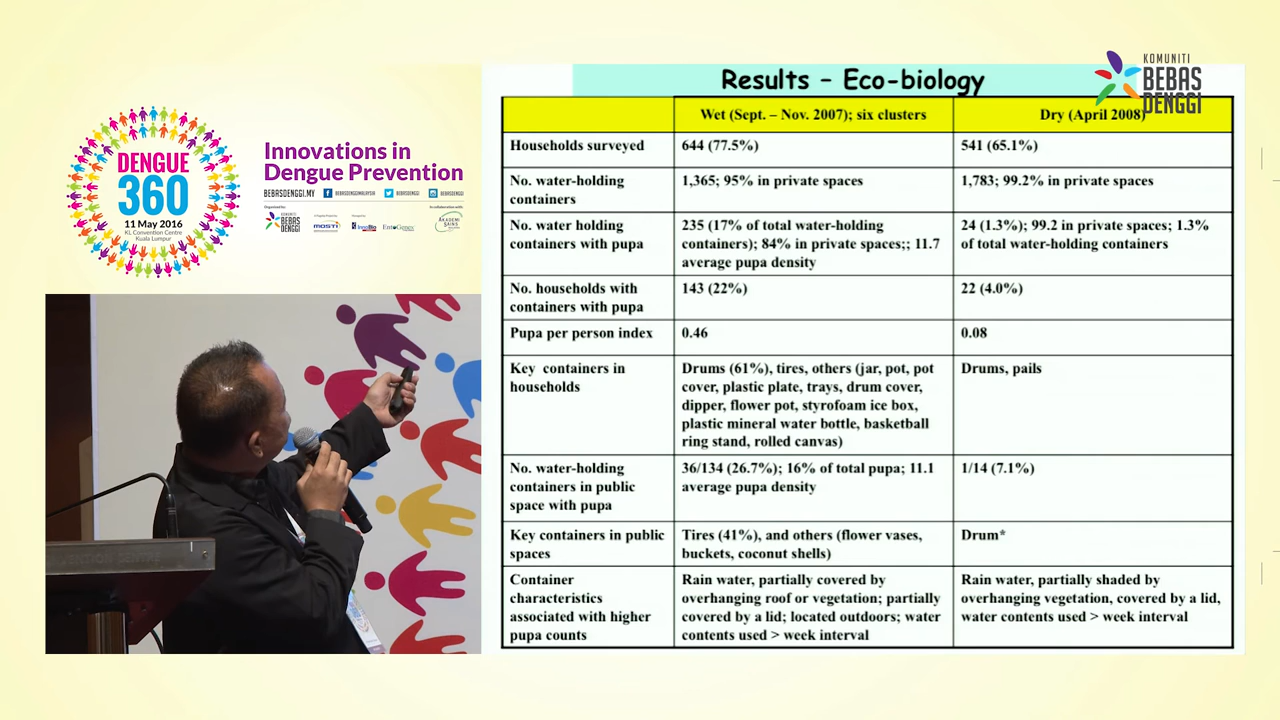 KOMUNITI
BEBAS
DENGGI
DENGUE
360
11 May 2016
KL Convention Centre
Kuala Lumpur
Innovations in
Dengue Prevention
BEBASDENGGI.MY BEBASDENGGIMALAYSIA BEBASDENGGI BEBASDENGGI
KOMUNITI
BEBAS
DENGGI
MOSTI
InnoBio
EntoGenex
AKADEMI
SAINS
Results – Eco-biology
Wet (Sept. – Nov. 2007); six clusters Dry (April 2008)
Households surveyed 644 (77.5%) 541 (65.1%)
No. water-holding 1,365; 95% in private spaces 1,783; 99.2% in private spaces
containers
No. water holding 235 (17% of total water-holding 24 (1.3%); 99.2 in private spaces; 1.3%
containers with pupa containers); 84% in private spaces;; 11.7 of total water-holding containers
average pupa density
No. households with 143 (22%) 22 (4.0%)
containers with pupa
Pupa per person index 0.46 0.08
Key containers in Drums (61%), tires, others (jar, pot, pot Drums, pails
households cover, plastic plate, trays, drum cover,
dipper, flower pot, styrofoam ice box,
plastic mineral water bottle, basketball
ring stand, rolled canvas)
No. water-holding 36/134 (26.7%); 16% of total pupa; 11.1 1/14 (7.1%)
containers in public average pupa density
space with pupa
Key containers in public Tires (41%), and others (flower vases, Drum*
spaces buckets, coconut shells)
Container Rain water, partially covered by Rain water, partially shaded by
characteristics overhanging roof or vegetation; partially overhanging vegetation, covered by a lid,
associated with higher covered by a lid; located outdoors; water water contents used > week interval
pupa counts contents used > week interval
CENTRE